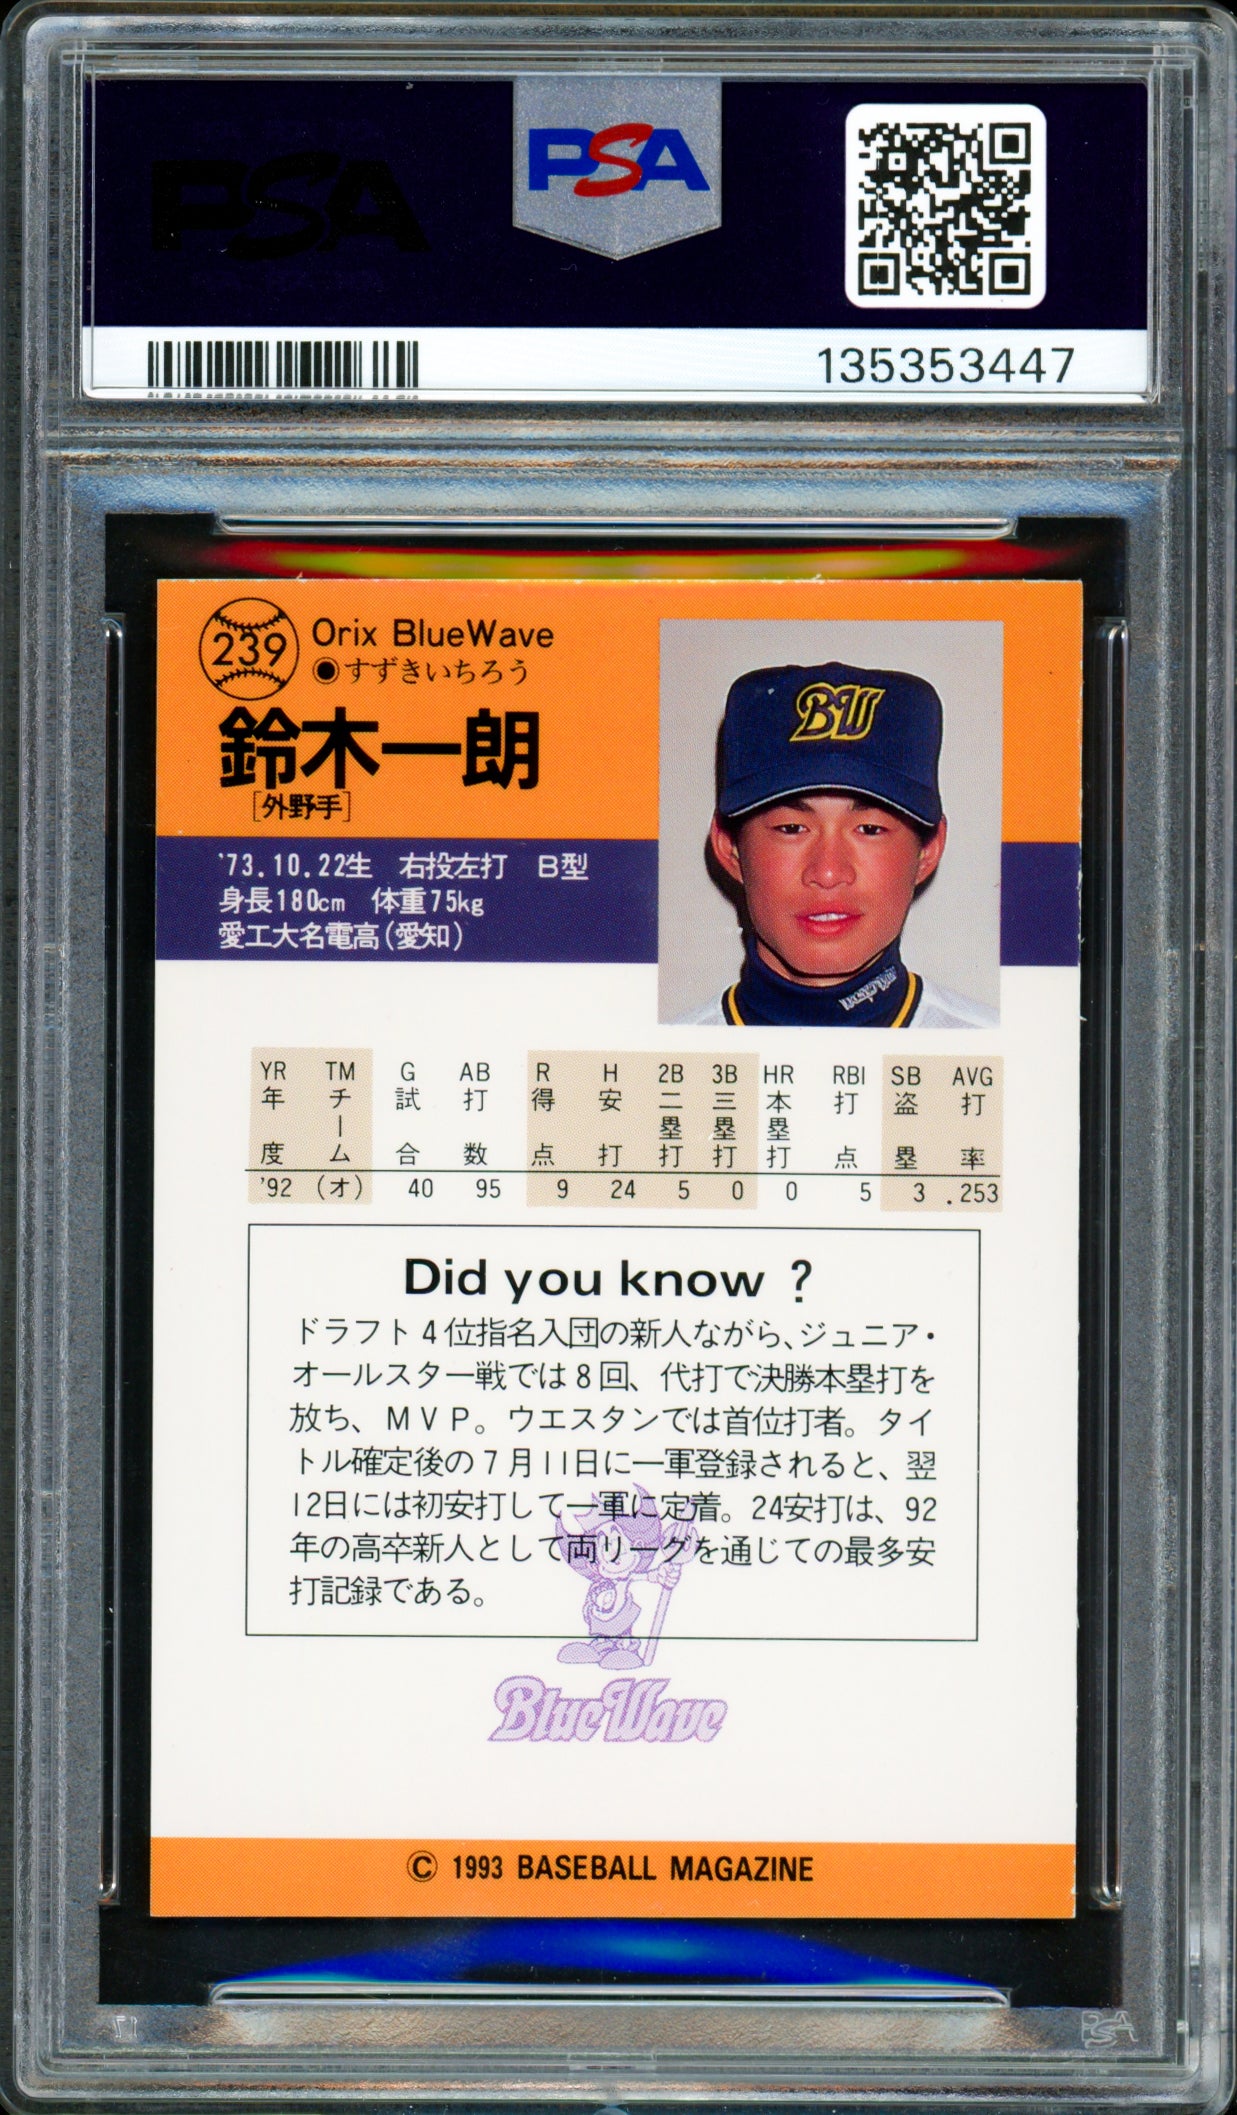 PSA
PSA
135353447
239
Orix BlueWave
◉すずきいちろう
鈴木一朗
[外野手]
BW
'73.10.22生 右投左打 B型
身長180cm 体重75kg
愛工大名電高(愛知)
YR TM G AB R H 2B 3B HR RBI SB AVG
年度 チーム 試合 打数 得点 安打 二塁打 三塁打 本塁打 打点 盗塁 打率
'92 (オ) 40 95 9 24 5 0 0 5 3 .253
Did you know ?
ドラフト4位指名入団の新人ながら、ジュニア・
オールスター戦では8回、代打で決勝本塁打を
放ち、MVP。ウエスタンでは首位打者。タイ
トル確定後の7月11日に一軍登録されると、翌
12日には初安打して一軍に定着。24安打は、92
年の高卒新人として両リーグを通じての最多安
打記録である。
BlueWave
© 1993 BASEBALL MAGAZINE
PSA